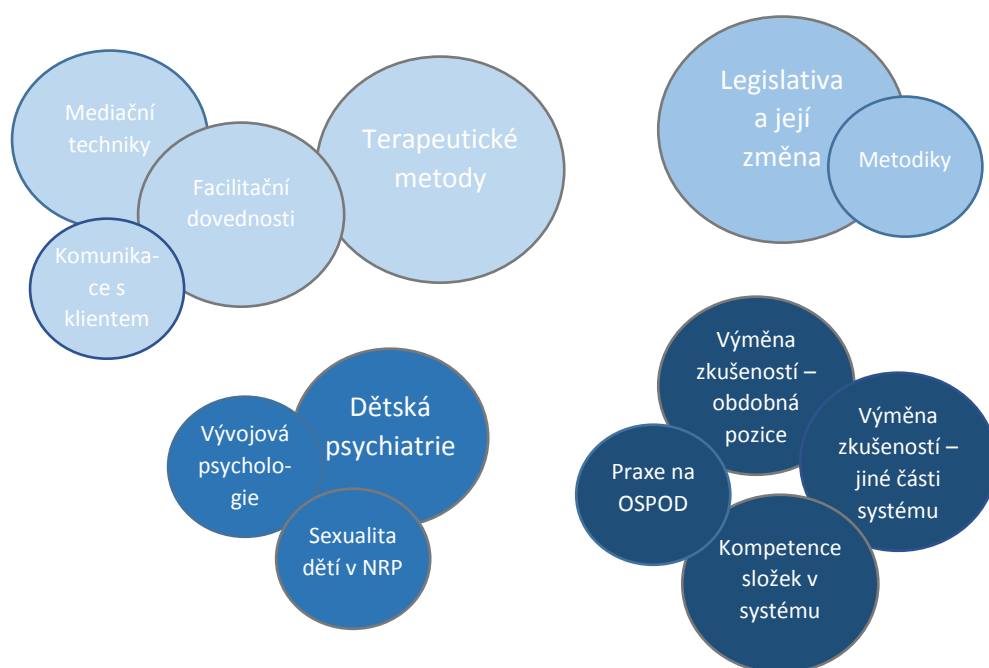 Mediační
techniky
Facilitační
dovednosti
Terapeutické
metody
Komunika-
ce s
klientem
Legislativa
a její
změna
Metodiky
Dětská
psychiatrie
Vývojová
psycholo-
gie
Sexualita
dětí v NRP
Výměna
zkušeností –
obdobná
pozice
Výměna
zkušeností –
jiné části
systému
Praxe na
OSPOD
Kompetence
složek v
systému